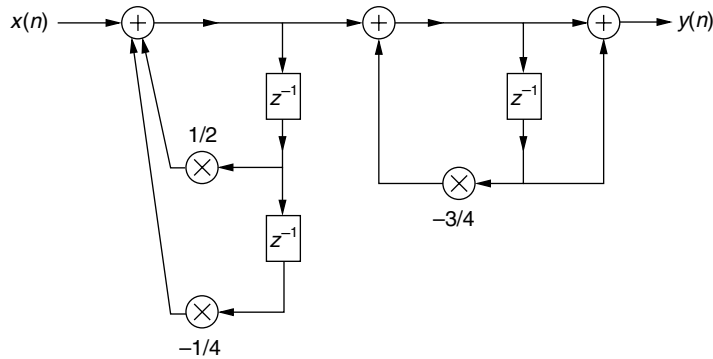 x(n) + + + y(n)
z⁻¹ z⁻¹
1/2
× ×
−3/4
z⁻¹
×
−1/4